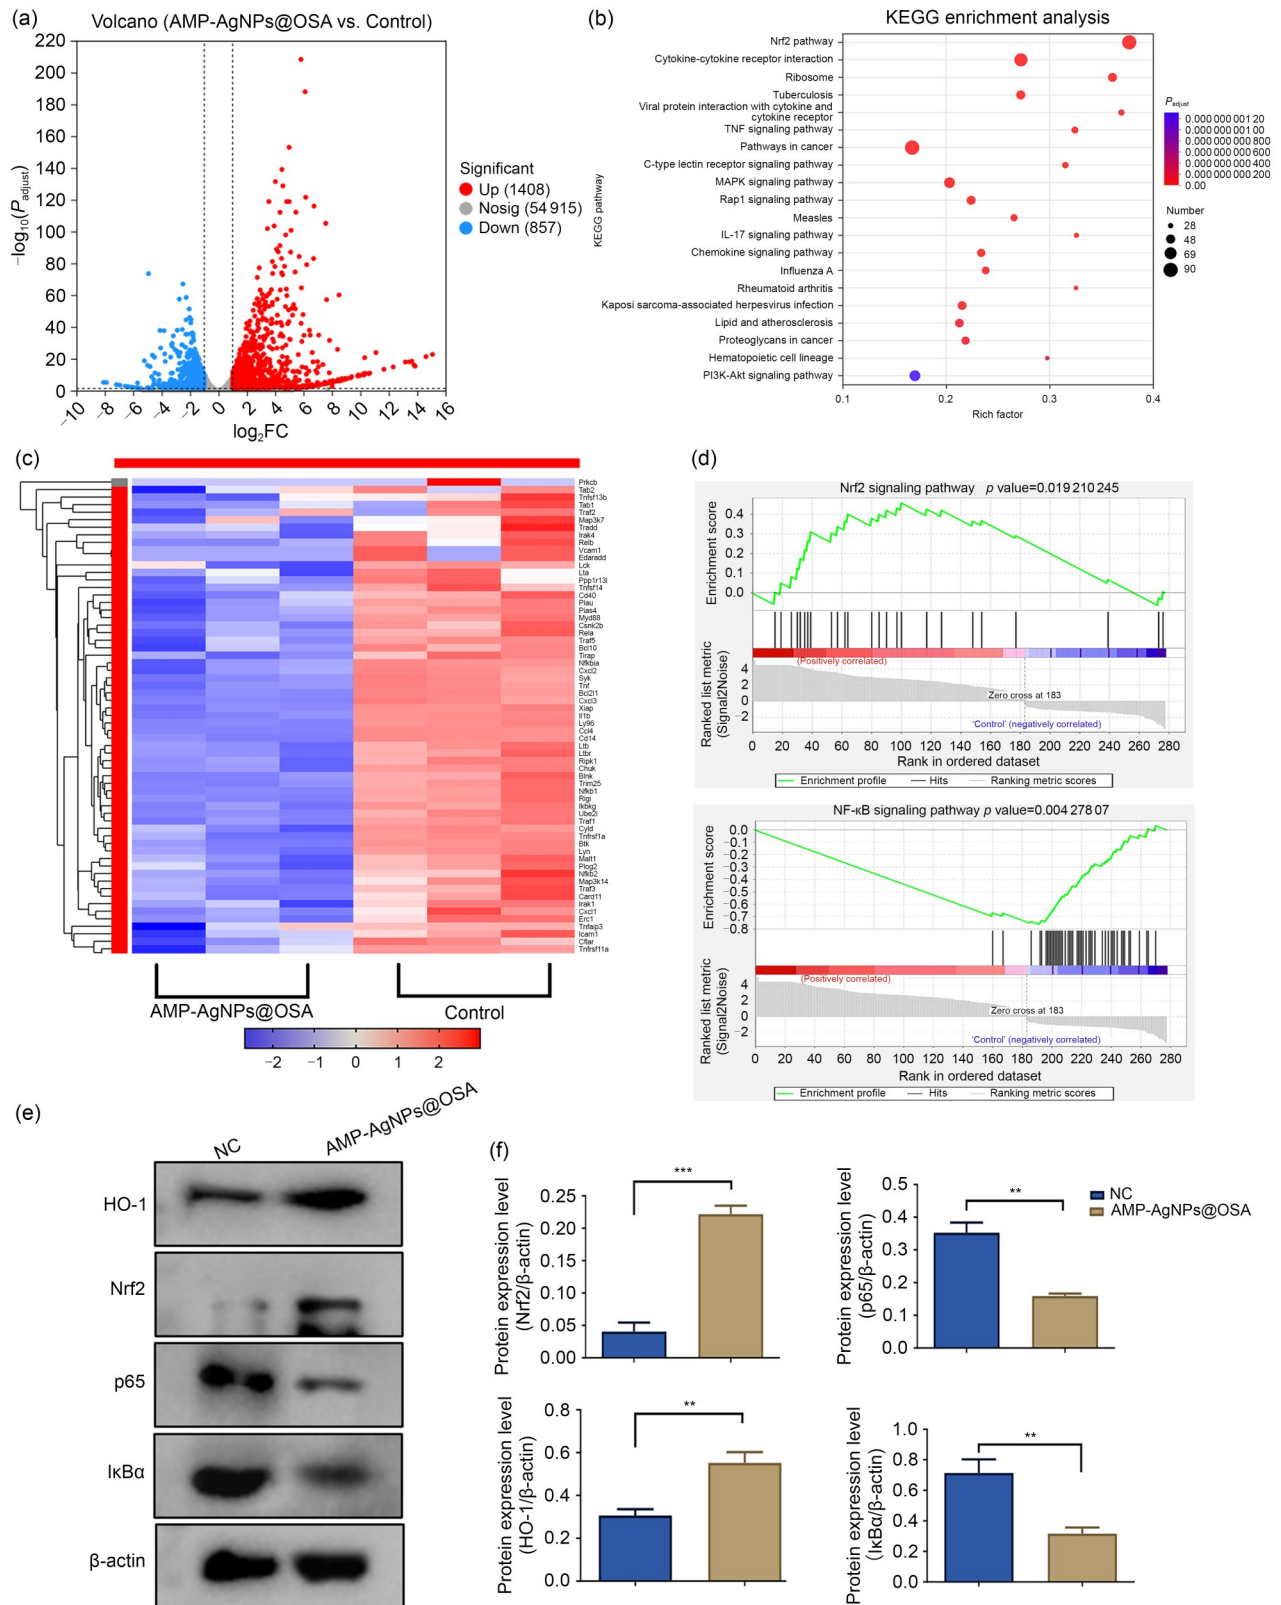 (a)
Volcano (AMP-AgNPs@OSA vs. Control)
220
200
180
160
140
120
100
80
60
40
20
0
−log10(Padjust)
−10 −8 −6 −4 −2 0 2 4 6 8 10 12 14 16
log2FC
Significant
Up (1408)
Nosig (54 915)
Down (857)
(b)
KEGG enrichment analysis
KEGG pathway
Nrf2 pathway
Cytokine-cytokine receptor interaction
Ribosome
Tuberculosis
Viral protein interaction with cytokine and
cytokine receptor
TNF signaling pathway
Pathways in cancer
C-type lectin receptor signaling pathway
MAPK signaling pathway
Rap1 signaling pathway
Measles
IL-17 signaling pathway
Chemokine signaling pathway
Influenza A
Rheumatoid arthritis
Kaposi sarcoma-associated herpesvirus infection
Lipid and atherosclerosis
Proteoglycans in cancer
Hematopoietic cell lineage
PI3K-Akt signaling pathway
0.1 0.2 0.3 0.4
Rich factor
Padjust
0.000 000 001 20
0.000 000 001 00
0.000 000 000 800
0.000 000 000 600
0.000 000 000 400
0.000 000 000 200
0.00
Number
28
48
69
90
(c)
Prkcb
Tab2
Tnfsf13b
Tab1
Traf2
Map3k7
Tradd
Irak4
Relb
Vcam1
Edaradd
Lck
Lta
Ppp1r13l
Tnfsf14
Cd40
Plau
Pias4
Myd88
Csnk2b
Rela
Traf5
Bcl10
Tirap
Nfkbia
Cxcl2
Syk
Tnf
Bcl2l1
Cxcl3
Xiap
Il1b
Ly96
Ccl4
Cd14
Ltb
Ltbr
Ripk1
Chuk
Blnk
Trim25
Nfkb1
Rigi
Ikbkg
Ube2i
Traf1
Cyld
Tnfrsf1a
Btk
Lyn
Malt1
Plcg2
Nfkb2
Map3k14
Traf3
Card11
Irak1
Cxcl1
Erc1
Tnfaip3
Icam1
Cflar
Tnfrsf11a
AMP-AgNPs@OSA
Control
−2 −1 0 1 2
(d)
Nrf2 signaling pathway p value=0.019 210 245
Enrichment score
0.4
0.3
0.2
0.1
0.0
Ranked list metric
(Signal2Noise)
4
2
0
−2
(Positively correlated)
Zero cross at 183
'Control' (negatively correlated)
0 20 40 60 80 100 120 140 160 180 200 220 240 260 280
Rank in ordered dataset
Enrichment profile Hits Ranking metric scores
NF-κB signaling pathway p value=0.004 278 07
Enrichment score
0.0
−0.1
−0.2
−0.3
−0.4
−0.5
−0.6
−0.7
−0.8
Ranked list metric
(Signal2Noise)
4
2
0
−2
(Positively correlated)
Zero cross at 183
'Control' (negatively correlated)
0 20 40 60 80 100 120 140 160 180 200 220 240 260 280
Rank in ordered dataset
Enrichment profile Hits Ranking metric scores
(e)
NC
AMP-AgNPs@OSA
HO-1
Nrf2
p65
IκBα
β-actin
(f)
Protein expression level
(Nrf2/β-actin)
0.25
0.20
0.15
0.10
0.05
0.00
***
Protein expression level
(p65/β-actin)
0.5
0.4
0.3
0.2
0.1
0.0
**
NC
AMP-AgNPs@OSA
Protein expression level
(HO-1/β-actin)
0.8
0.6
0.4
0.2
0.0
**
Protein expression level
(IκBα/β-actin)
1.0
0.8
0.6
0.4
0.2
0.0
**